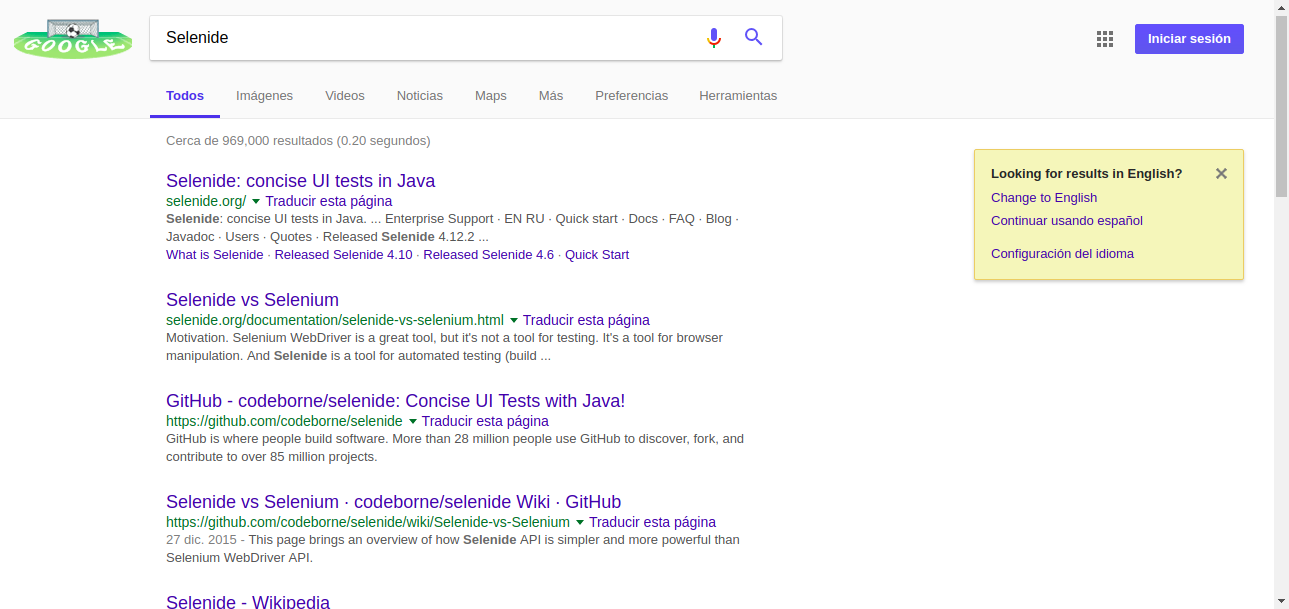 GOOGLE
Selenide
Iniciar sesión
Todos Imágenes Videos Noticias Maps Más Preferencias Herramientas
Cerca de 969,000 resultados (0.20 segundos)
Looking for results in English?
Change to English
Continuar usando español
Configuración del idioma
Selenide: concise UI tests in Java
selenide.org/ Traducir esta página
Selenide: concise UI tests in Java. ... Enterprise Support · EN RU · Quick start · Docs · FAQ · Blog ·
Javadoc · Users · Quotes · Released Selenide 4.12.2 ...
What is Selenide · Released Selenide 4.10 · Released Selenide 4.6 · Quick Start
Selenide vs Selenium
selenide.org/documentation/selenide-vs-selenium.html Traducir esta página
Motivation. Selenium WebDriver is a great tool, but it's not a tool for testing. It's a tool for browser
manipulation. And Selenide is a tool for automated testing (build ...
GitHub - codeborne/selenide: Concise UI Tests with Java!
https://github.com/codeborne/selenide Traducir esta página
GitHub is where people build software. More than 28 million people use GitHub to discover, fork, and
contribute to over 85 million projects.
Selenide vs Selenium · codeborne/selenide Wiki · GitHub
https://github.com/codeborne/selenide/wiki/Selenide-vs-Selenium Traducir esta página
27 dic. 2015 - This page brings an overview of how Selenide API is simpler and more powerful than
Selenium WebDriver API.
Selenide - Wikipedia